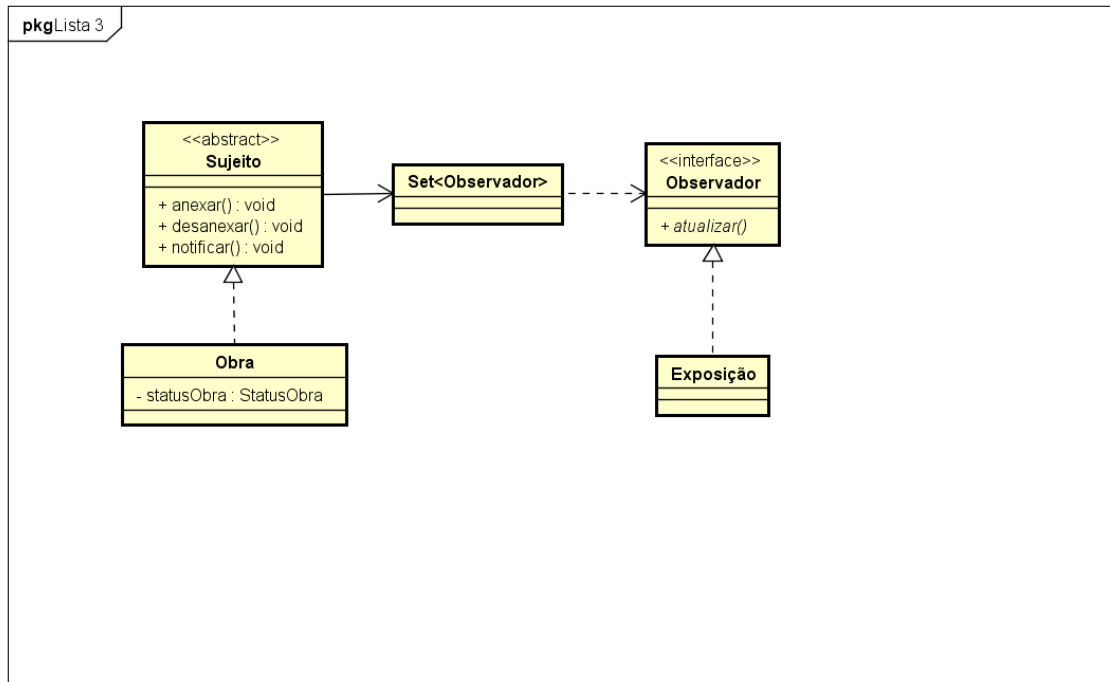 pkgLista 3
<<abstract>>
Sujeito
+ anexar() : void
+ desanexar() : void
+ notificar() : void
Set<Observador>
<<interface>>
Observador
+ atualizar()
Obra
- statusObra : StatusObra
Exposição